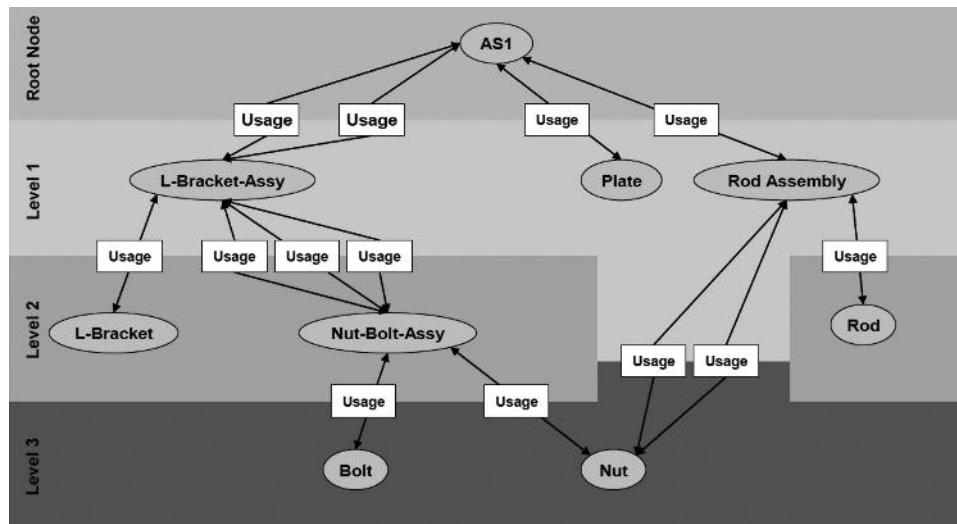 Root Node
AS1
Usage
Usage
Usage
Usage
Level 1
L-Bracket-Assy
Plate
Rod Assembly
Usage
Usage
Usage
Usage
Usage
Level 2
L-Bracket
Nut-Bolt-Assy
Rod
Usage
Usage
Usage
Usage
Level 3
Bolt
Nut